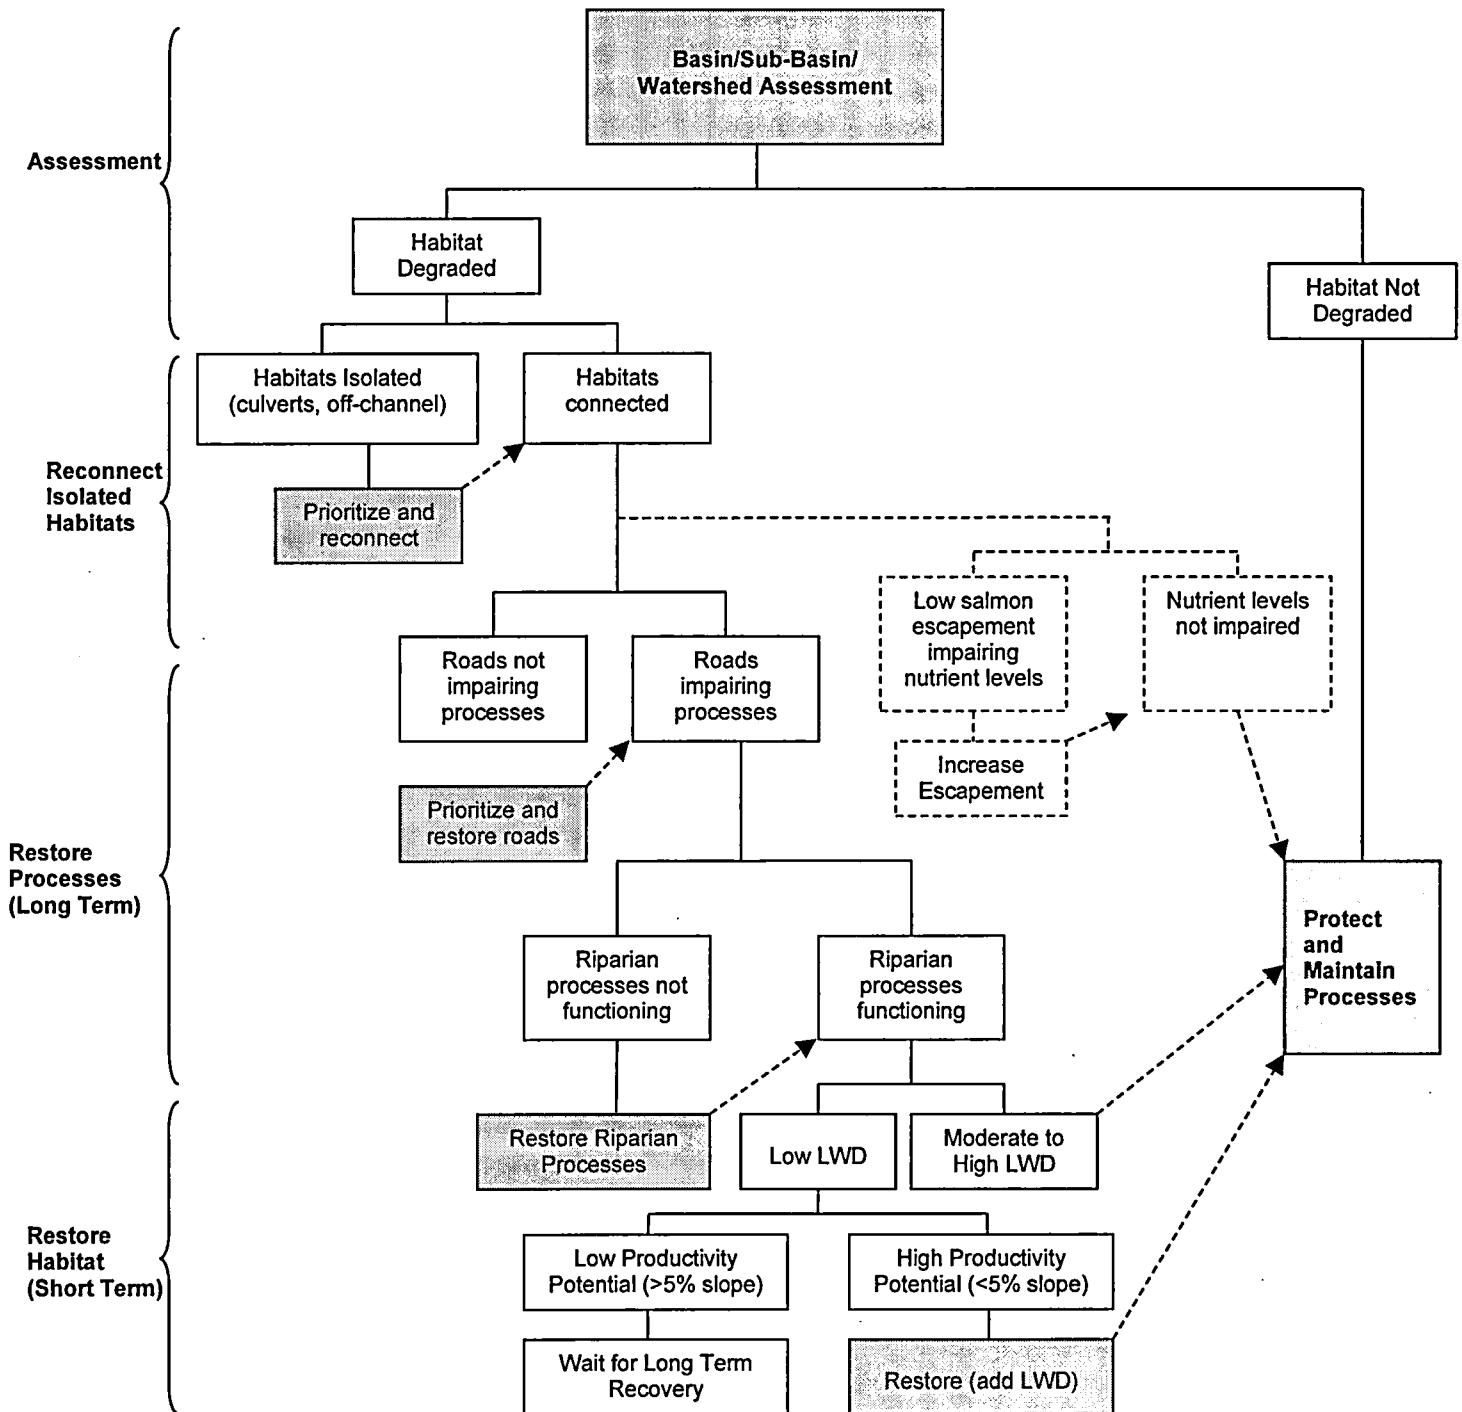 Basin/Sub-Basin/
Watershed Assessment
Assessment
Habitat
Degraded
Habitat Not
Degraded
Habitats Isolated
(culverts, off-channel)
Habitats
connected
Reconnect
Isolated
Habitats
Prioritize and
reconnect
Low salmon
escapement
impairing
nutrient levels
Nutrient levels
not impaired
Roads not
impairing
processes
Roads
impairing
processes
Increase
Escapement
Prioritize and
restore roads
Restore
Processes
(Long Term)
Protect
and
Maintain
Processes
Riparian
processes not
functioning
Riparian
processes
functioning
Restore Riparian
Processes
Low LWD
Moderate to
High LWD
Restore
Habitat
(Short Term)
Low Productivity
Potential (>5% slope)
High Productivity
Potential (<5% slope)
Wait for Long Term
Recovery
Restore (add LWD)